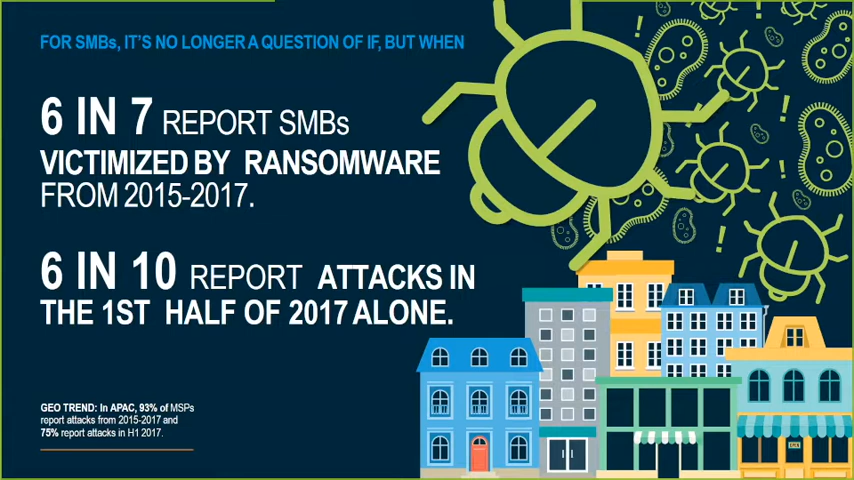 FOR SMBs, IT'S NO LONGER A QUESTION OF IF, BUT WHEN
6 IN 7 REPORT SMBs
VICTIMIZED BY RANSOMWARE
FROM 2015-2017.
6 IN 10 REPORT ATTACKS IN
THE 1ST HALF OF 2017 ALONE.
GEO TREND: In APAC, 93% of MSPs
report attacks from 2015-2017 and
75% report attacks in H1 2017.
OPEN